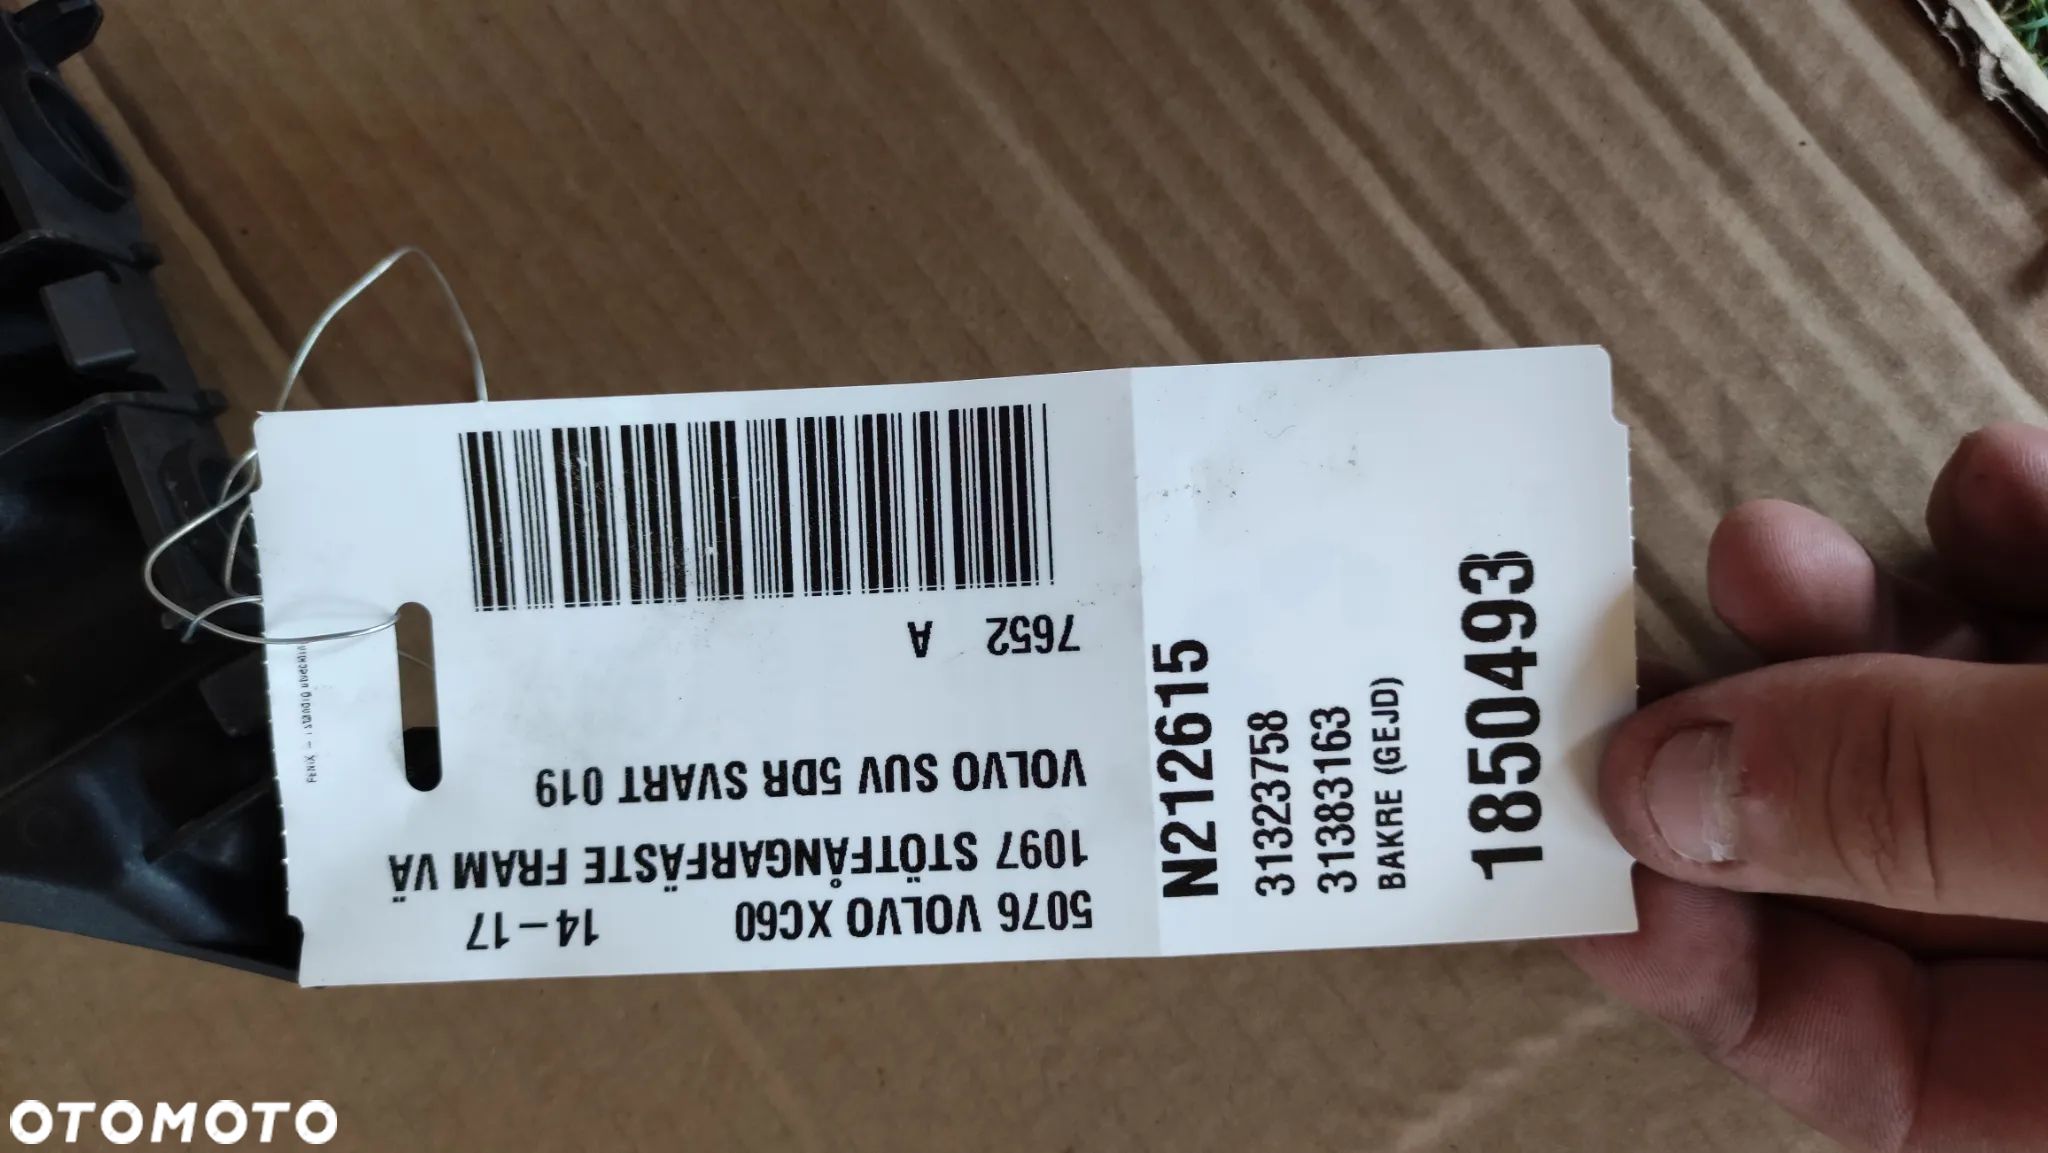 5076 VOLVO XC60 14-17
1097 STÖTFÅNGARFÄSTE FRAM VÄ
VOLVO SUV 5DR SVART 019
7652 A
N212615
31323758
31383163
BAKRE (GEJD)
18504493
FENIX –
OTOMOTO